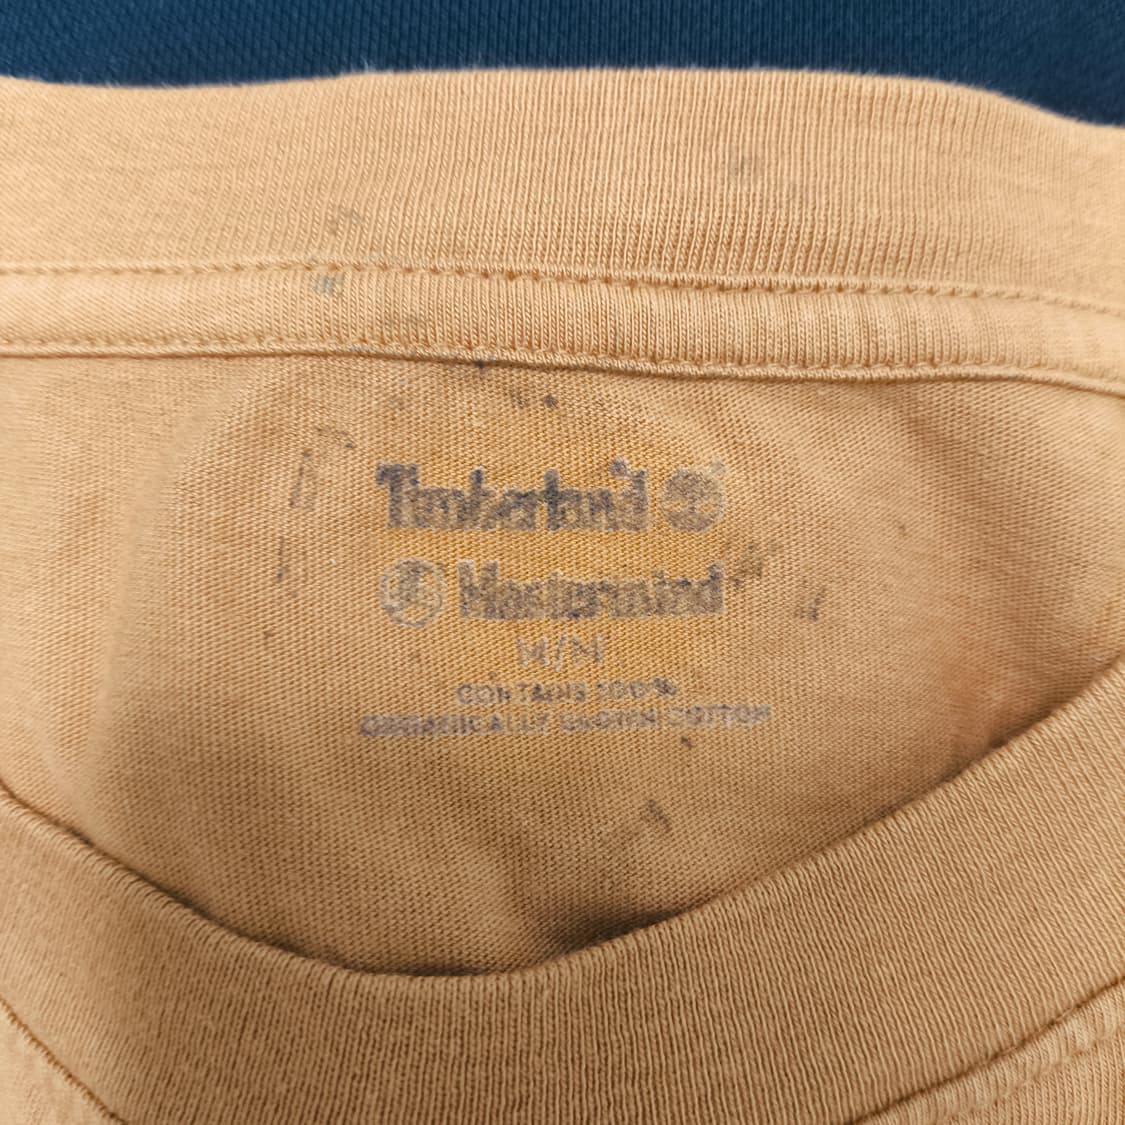 Timberland®
Mastermind
M/M
CONTAINS 100%
ORGANICALLY GROWN COTTON